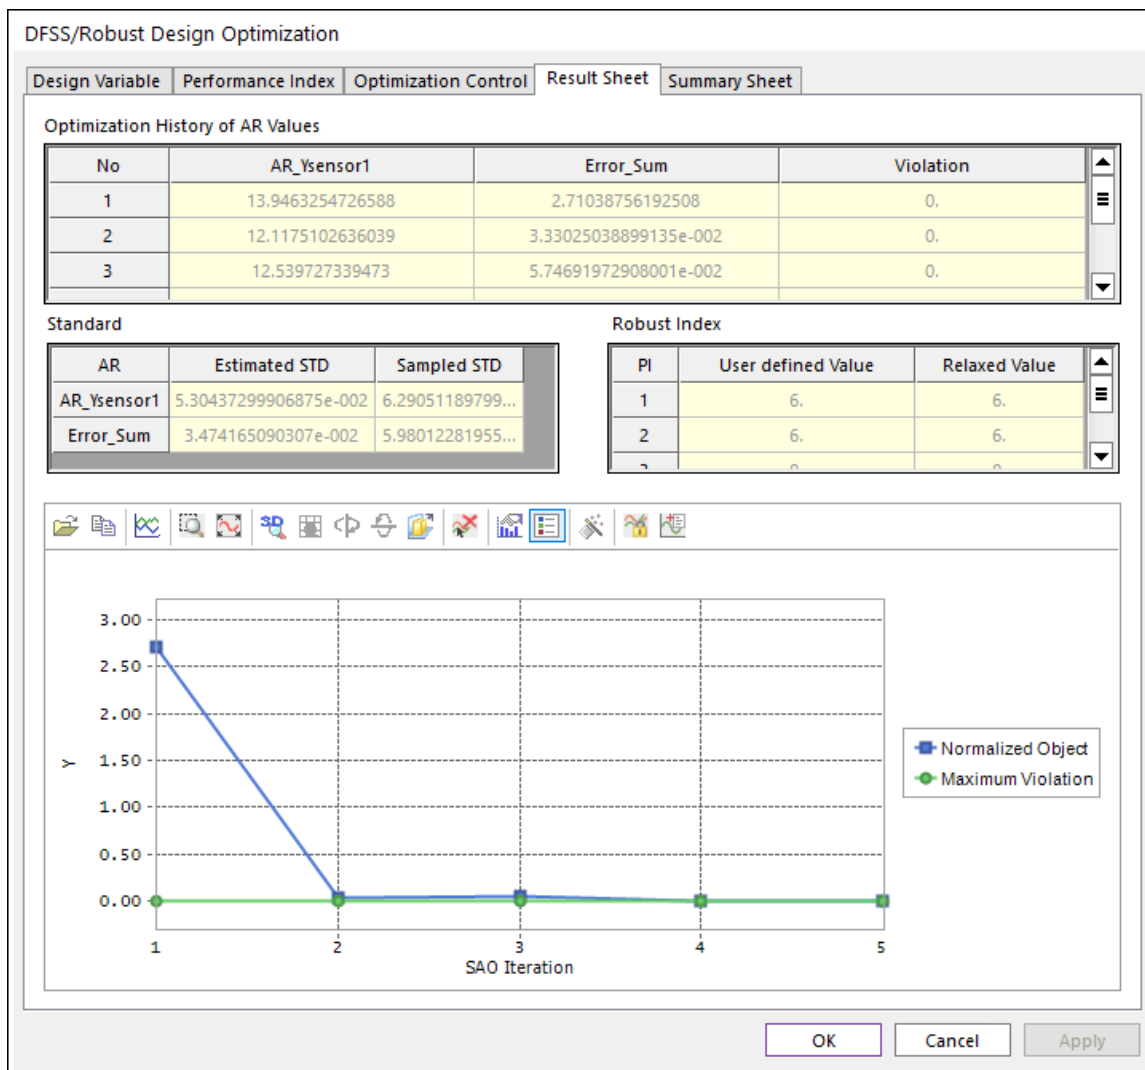 DFSS/Robust Design Optimization
Design Variable Performance Index Optimization Control Result Sheet Summary Sheet
Optimization History of AR Values
No AR_Ysensor1 Error_Sum Violation
1 13.9463254726588 2.71038756192508 0.
2 12.1175102636039 3.33025038899135e-002 0.
3 12.539727339473 5.74691972908001e-002 0.
Standard Robust Index
AR Estimated STD Sampled STD PI User defined Value Relaxed Value
AR_Ysensor1 5.30437299906875e-002 6.29051189799... 1 6. 6.
Error_Sum 3.474165090307e-002 5.98012281955... 2 6. 6.
3D
3.00
2.50
2.00
1.50
1.00
0.50
0.00
Y
Normalized Object
Maximum Violation
1 2 3 4 5
SAO Iteration
OK Cancel Apply